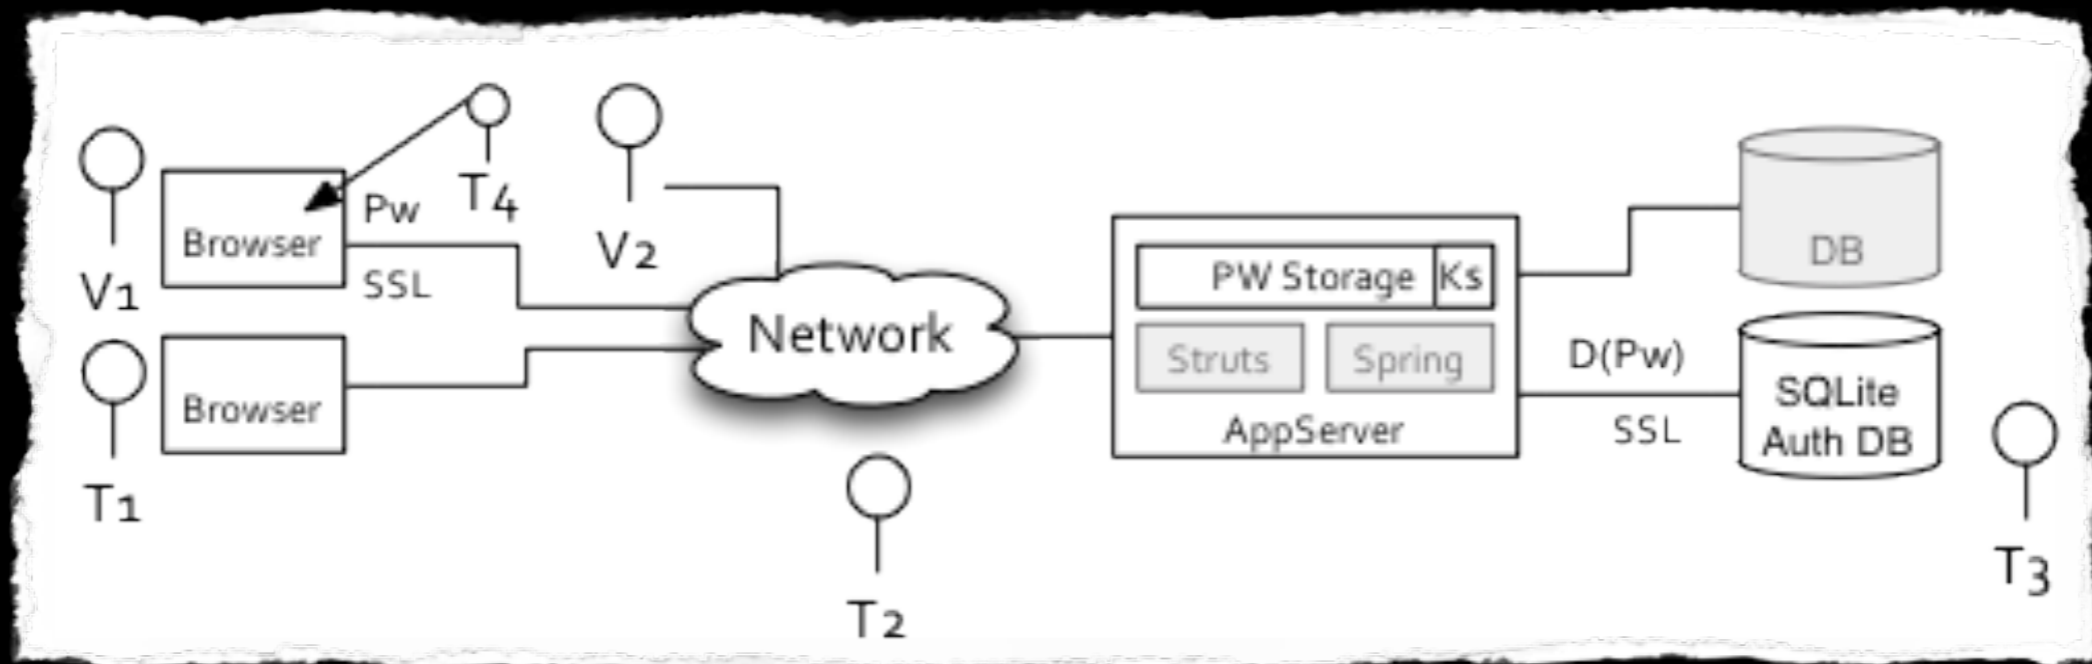 V1
Browser
Pw
SSL
T4
V2
T1
Browser
Network
T2
PW Storage
Ks
Struts
Spring
AppServer
DB
D(Pw)
SSL
SQLite
Auth DB
T3